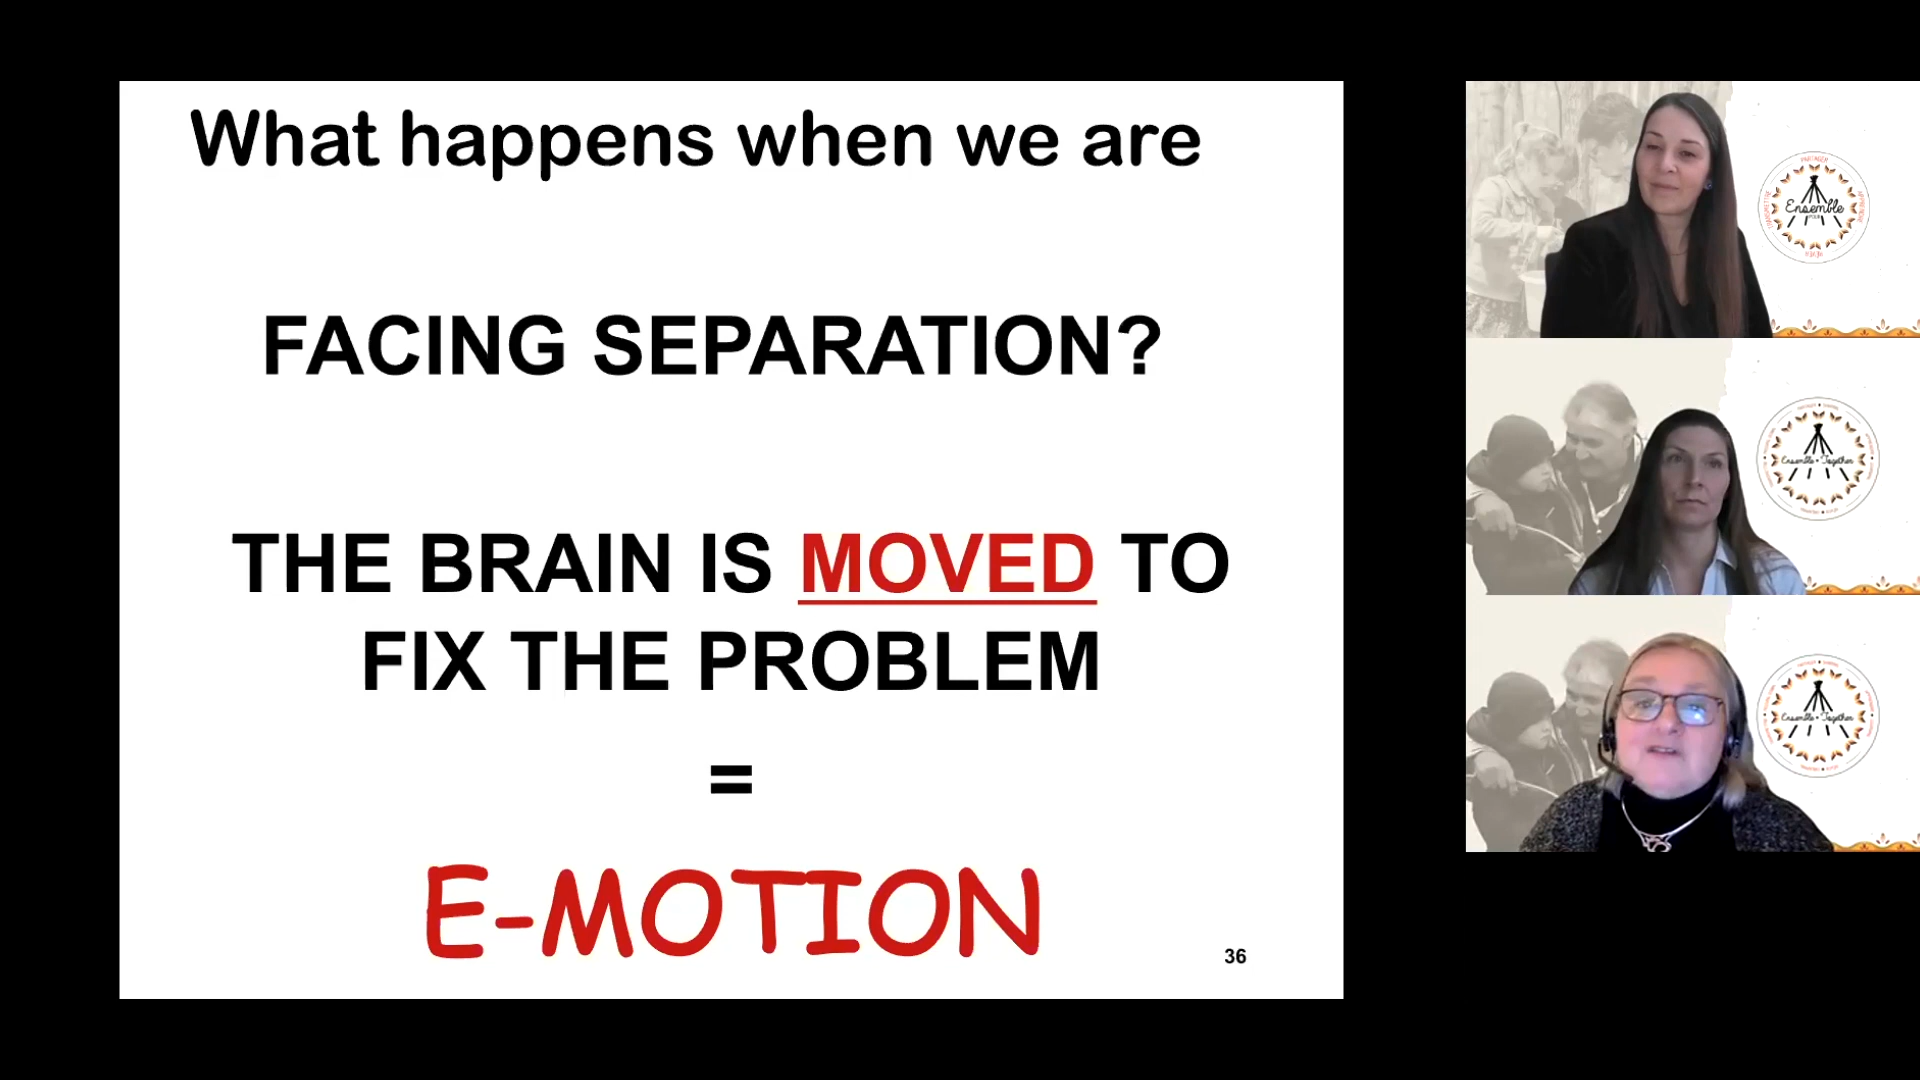 What happens when we are
FACING SEPARATION?
THE BRAIN IS MOVED TO
FIX THE PROBLEM
=
E-MOTION
36
PARTAGER
Ensemble
Ensemble • Together
Ensemble • Together